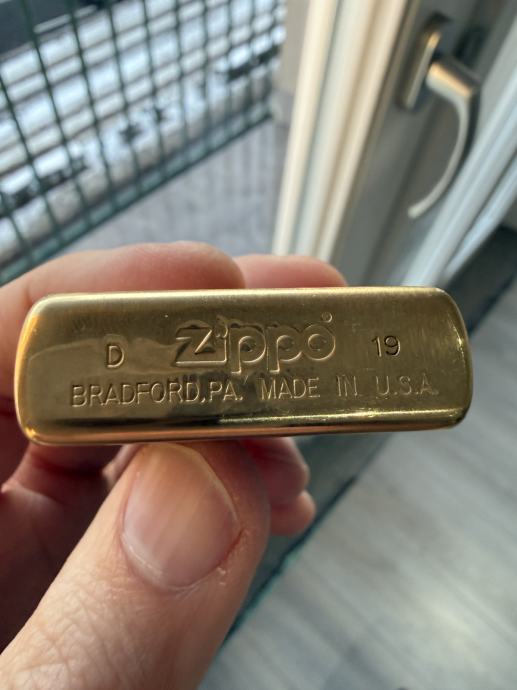 D Zippo® 19
BRADFORD, PA. MADE IN U.S.A.